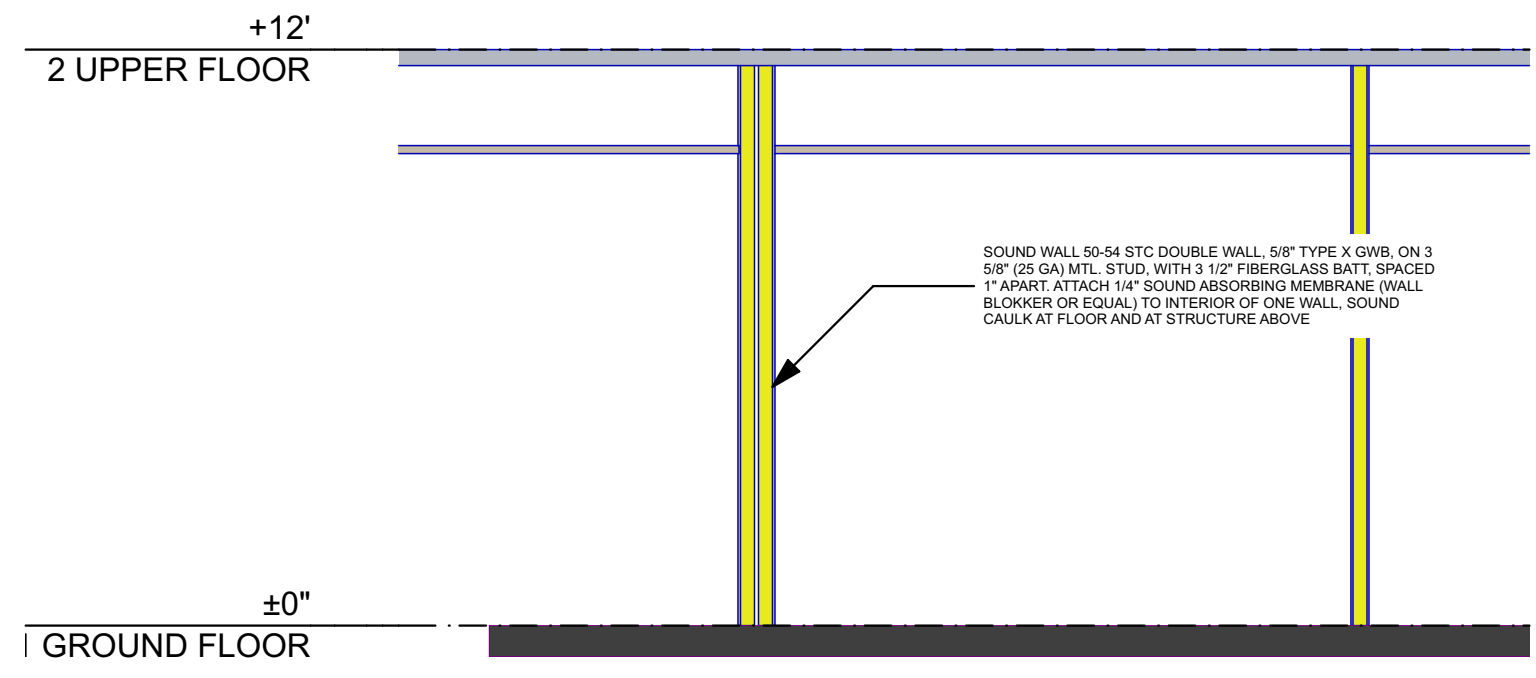 +12'
2 UPPER FLOOR
SOUND WALL 50-54 STC DOUBLE WALL, 5/8" TYPE X GWB, ON 3
5/8" (25 GA) MTL. STUD, WITH 3 1/2" FIBERGLASS BATT, SPACED
1" APART. ATTACH 1/4" SOUND ABSORBING MEMBRANE (WALL
BLOKKER OR EQUAL) TO INTERIOR OF ONE WALL, SOUND
CAULK AT FLOOR AND AT STRUCTURE ABOVE
±0"
1 GROUND FLOOR